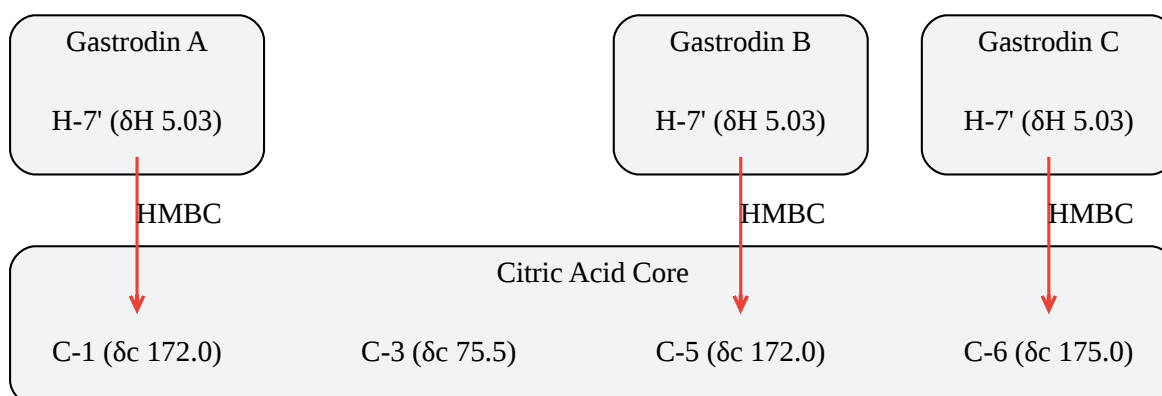 Gastrodin A
Gastrodin B
Gastrodin C
H-7' (δH 5.03)
H-7' (δH 5.03)
H-7' (δH 5.03)
HMBC
HMBC
HMBC
Citric Acid Core
C-1 (δc 172.0)
C-3 (δc 75.5)
C-5 (δc 172.0)
C-6 (δc 175.0)